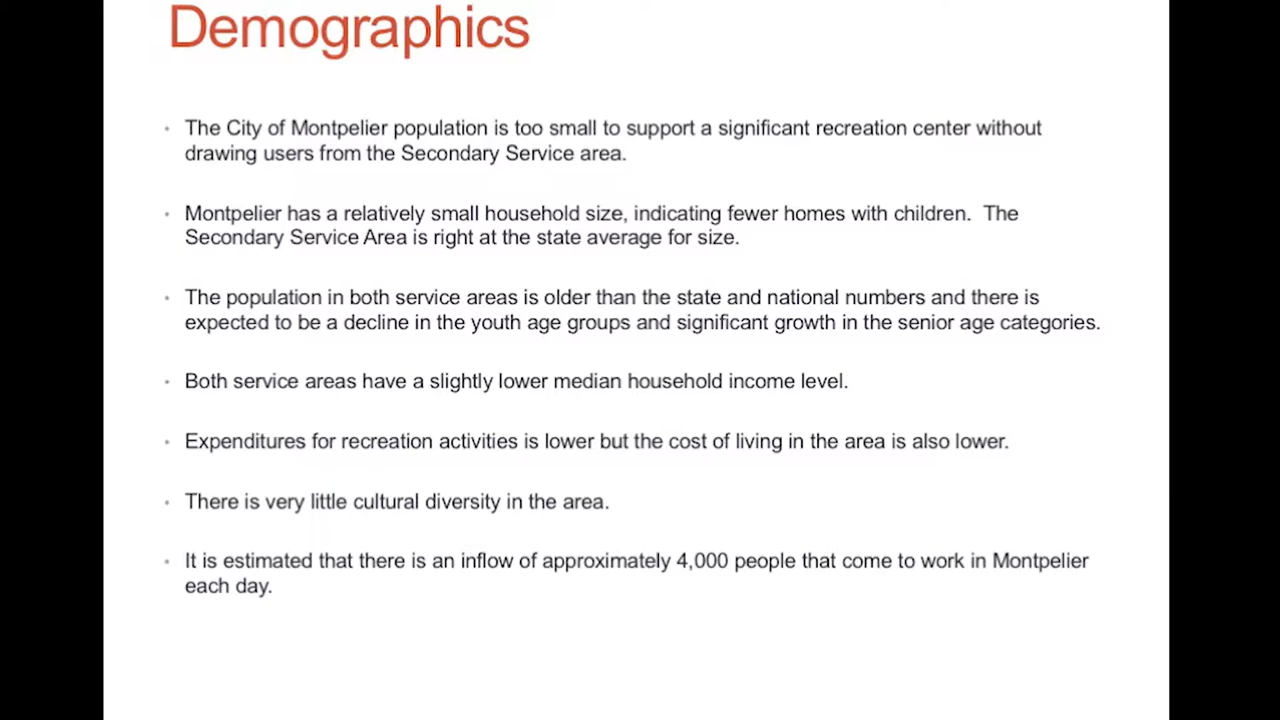 Demographics
The City of Montpelier population is too small to support a significant recreation center without
drawing users from the Secondary Service area.
Montpelier has a relatively small household size, indicating fewer homes with children.  The
Secondary Service Area is right at the state average for size.
The population in both service areas is older than the state and national numbers and there is
expected to be a decline in the youth age groups and significant growth in the senior age categories.
Both service areas have a slightly lower median household income level.
Expenditures for recreation activities is lower but the cost of living in the area is also lower.
There is very little cultural diversity in the area.
It is estimated that there is an inflow of approximately 4,000 people that come to work in Montpelier
each day.